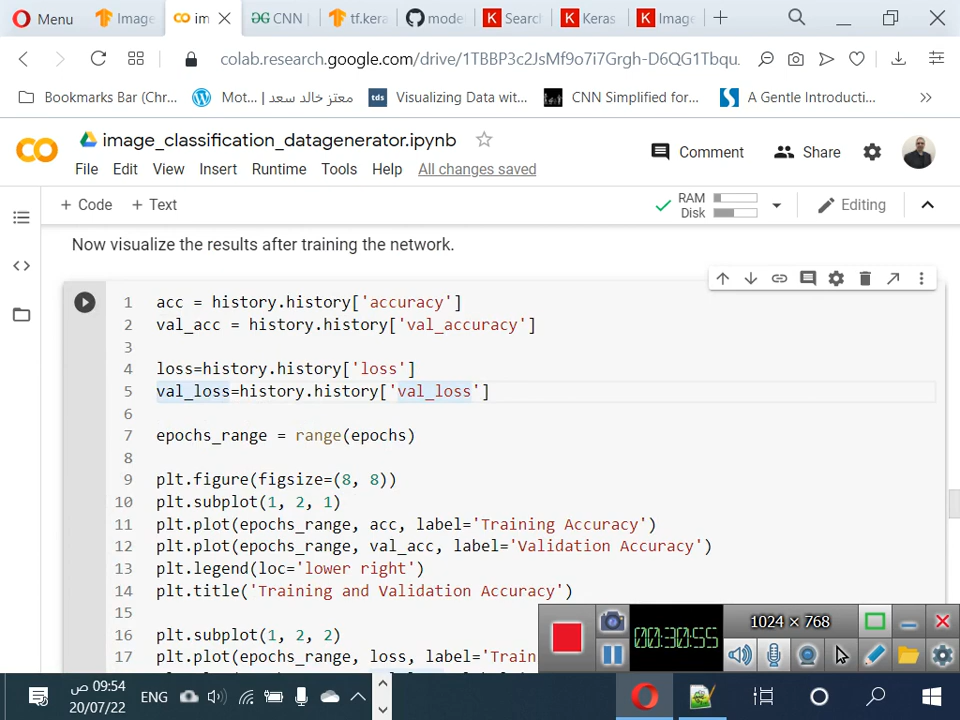 Menu
Image
im
CNN
tf.kera
mode
Searc
Keras
Imag
colab.research.google.com/drive/1TBBP3c2JsMf9o7i7Grgh-D6QG1Tbqu.
Bookmarks Bar (Chr...
معتز خالد سعد | Mot...
tds
Visualizing Data wit...
CNN Simplified for...
A Gentle Introducti...
image_classification_datagenerator.ipynb
Comment
Share
File Edit View Insert Runtime Tools Help All changes saved
+ Code + Text
RAM
Disk
Editing
Now visualize the results after training the network.
1 acc = history.history['accuracy']
2 val_acc = history.history['val_accuracy']
3
4 loss=history.history['loss']
5 val_loss=history.history['val_loss']
6
7 epochs_range = range(epochs)
8
9 plt.figure(figsize=(8, 8))
10 plt.subplot(1, 2, 1)
11 plt.plot(epochs_range, acc, label='Training Accuracy')
12 plt.plot(epochs_range, val_acc, label='Validation Accuracy')
13 plt.legend(loc='lower right')
14 plt.title('Training and Validation Accuracy')
15
16 plt.subplot(1, 2, 2)
17 plt.plot(epochs_range, loss, label='Train
00:30:55
1024 × 768
09:54 ص
20/07/22
ENG